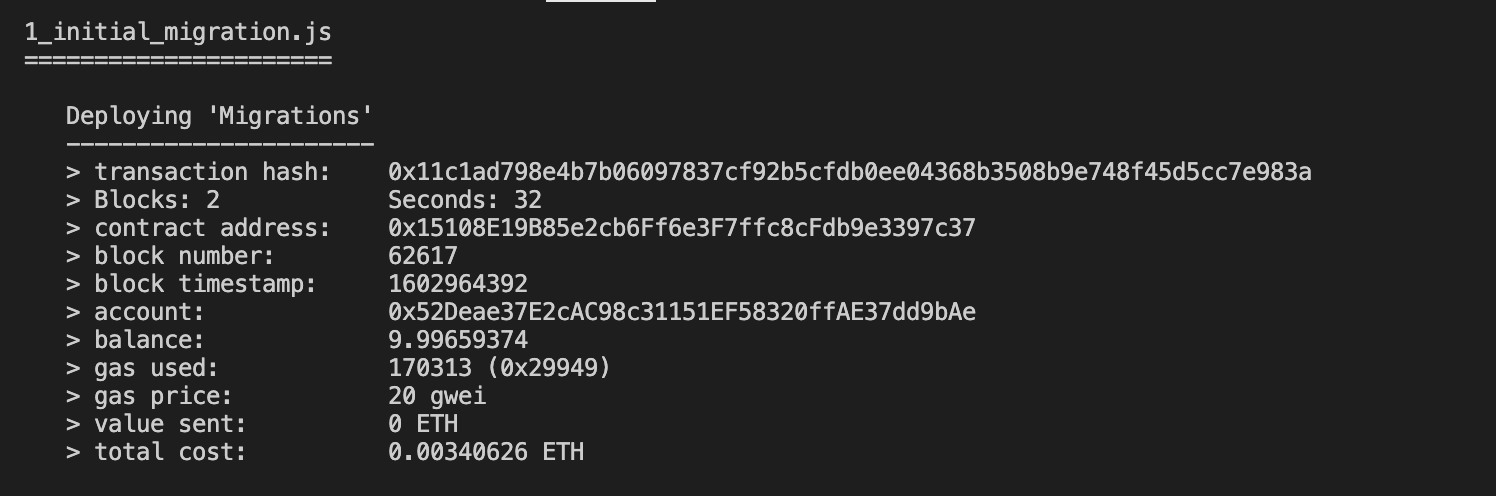 1_initial_migration.js
======================
Deploying 'Migrations'
----------------------
> transaction hash:    0x11c1ad798e4b7b06097837cf92b5cfdb0ee04368b3508b9e748f45d5cc7e983a
> Blocks: 2            Seconds: 32
> contract address:    0x15108E19B85e2cb6Ff6e3F7ffc8cFdb9e3397c37
> block number:        62617
> block timestamp:     1602964392
> account:             0x52Deae37E2cAC98c31151EF58320ffAE37dd9bAe
> balance:             9.99659374
> gas used:            170313 (0x29949)
> gas price:           20 gwei
> value sent:          0 ETH
> total cost:          0.00340626 ETH